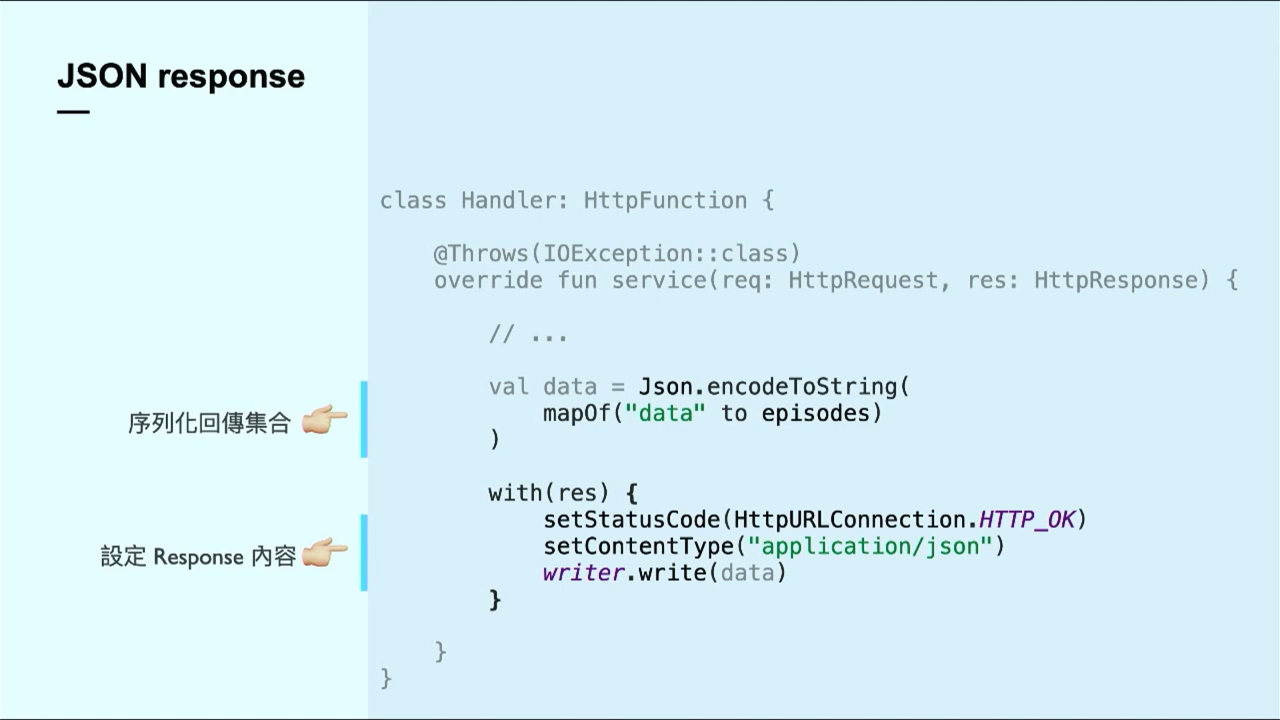 JSON response
class Handler: HttpFunction {
@Throws(IOException::class)
override fun service(req: HttpRequest, res: HttpResponse) {
// ...
val data = Json.encodeToString(
mapOf("data" to episodes)
)
序列化回傳集合
with(res) {
setStatusCode(HttpURLConnection.HTTP_OK)
setContentType("application/json")
writer.write(data)
}
設定 Response 內容
}
}